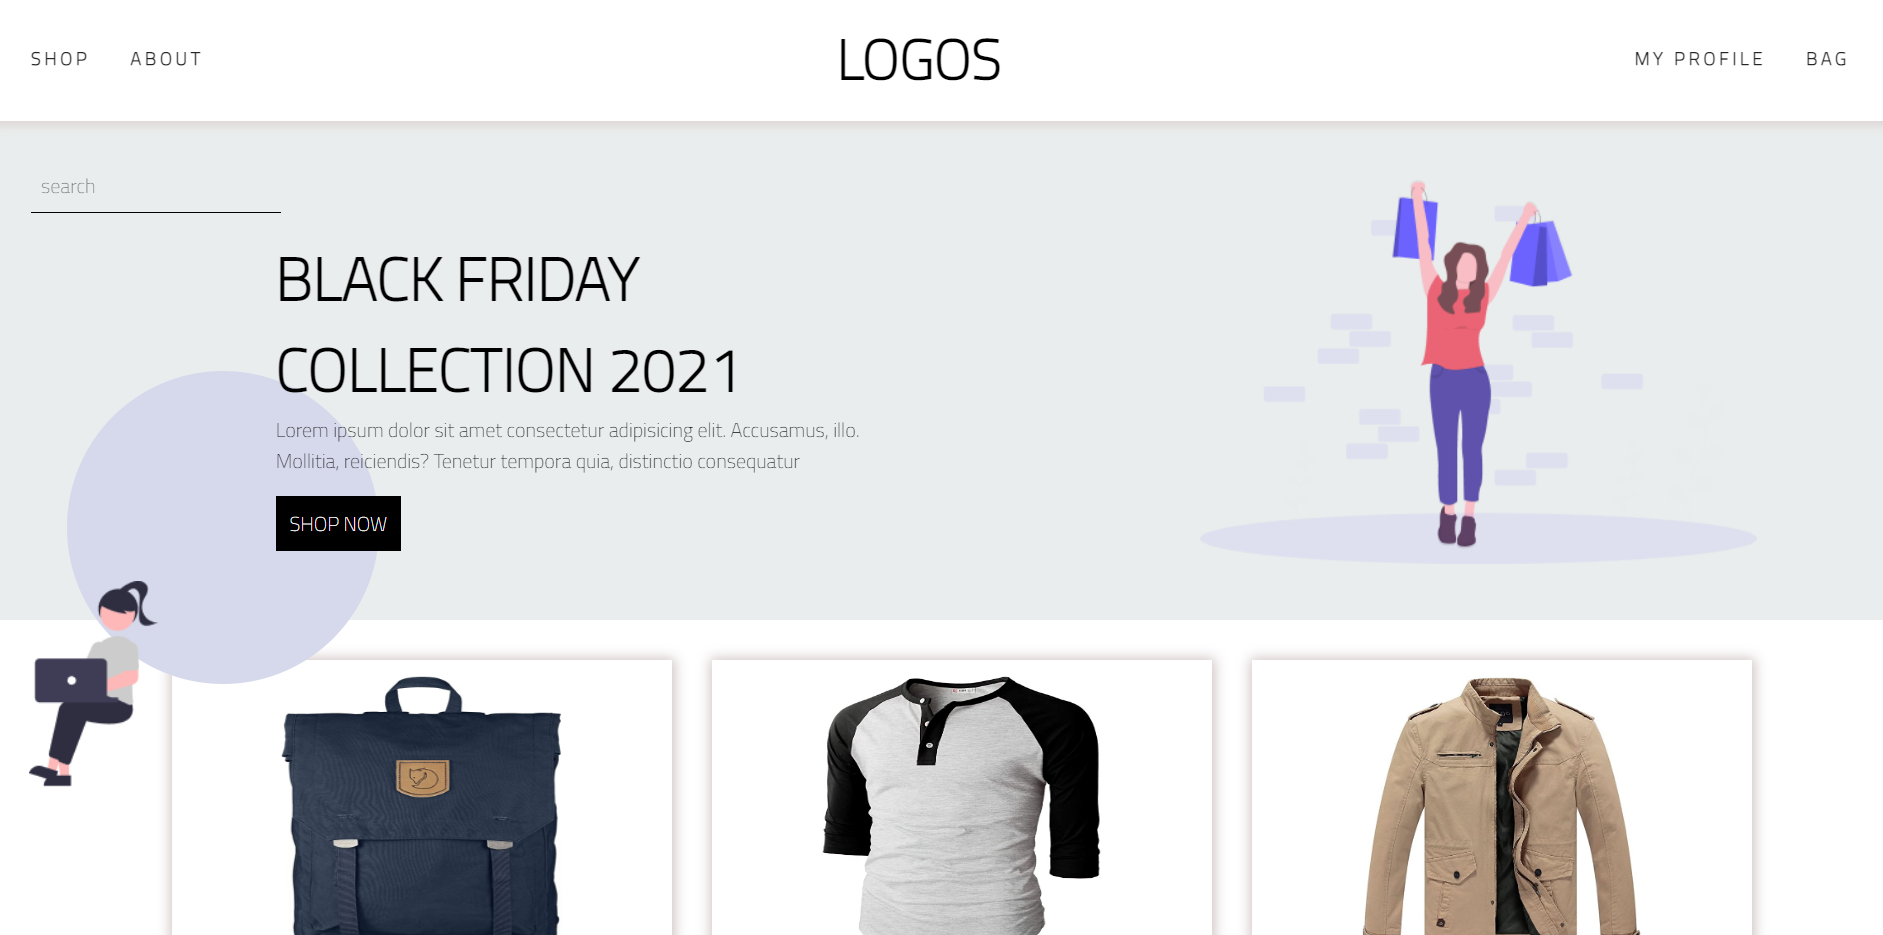 SHOP ABOUT LOGOS MY PROFILE BAG
search
BLACK FRIDAY
COLLECTION 2021
Lorem ipsum dolor sit amet consectetur adipisicing elit. Accusamus, illo.
Mollitia, reiciendis? Tenetur tempora quia, distinctio consequatur
SHOP NOW